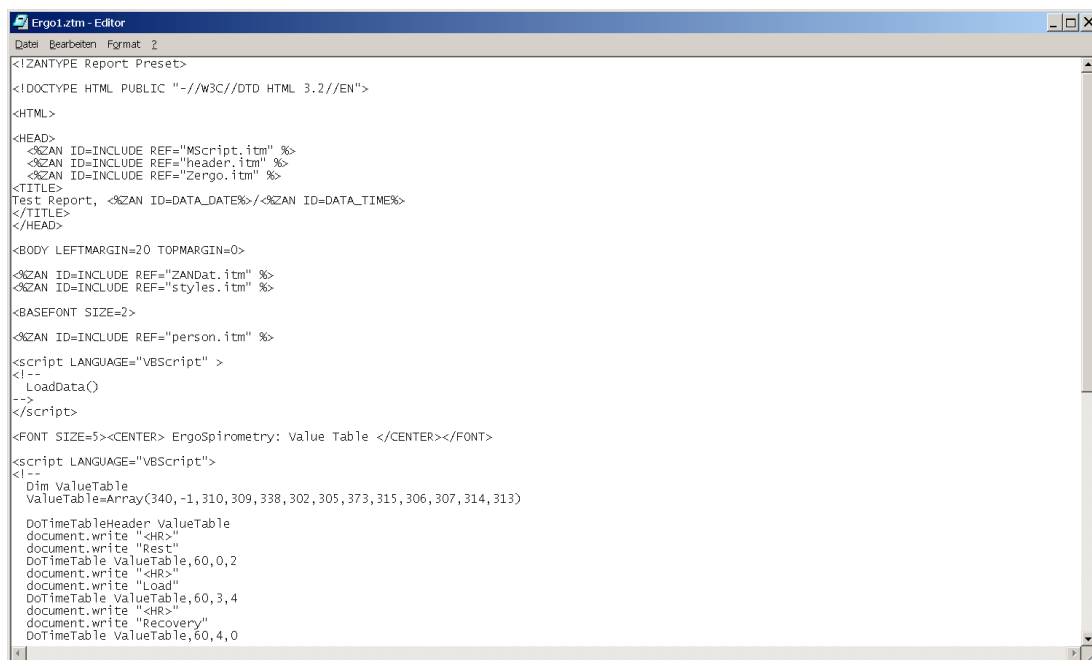 Ergo1.ztm - Editor
Datei Bearbeiten Format ?
<!ZANTYPE Report Preset>
<!DOCTYPE HTML PUBLIC "-//W3C//DTD HTML 3.2//EN">
<HTML>
<HEAD>
<%ZAN ID=INCLUDE REF="MScript.itm" %>
<%ZAN ID=INCLUDE REF="header.itm" %>
<%ZAN ID=INCLUDE REF="Zergo.itm" %>
<TITLE>
Test Report, <%ZAN ID=DATA_DATE%>/<%ZAN ID=DATA_TIME%>
</TITLE>
</HEAD>
<BODY LEFTMARGIN=20 TOPMARGIN=0>
<%ZAN ID=INCLUDE REF="ZANDat.itm" %>
<%ZAN ID=INCLUDE REF="styles.itm" %>
<BASEFONT SIZE=2>
<%ZAN ID=INCLUDE REF="person.itm" %>
<script LANGUAGE="VBScript" >
<!--
LoadData()
-->
</script>
<FONT SIZE=5><CENTER> ErgoSpirometry: Value Table </CENTER></FONT>
<script LANGUAGE="VBScript">
<!--
Dim ValueTable
ValueTable=Array(340,-1,310,309,338,302,305,373,315,306,307,314,313)
DoTimeTableHeader ValueTable
document.write "<HR>"
document.write "Rest"
DoTimeTable ValueTable,60,0,2
document.write "<HR>"
document.write "Load"
DoTimeTable ValueTable,60,3,4
document.write "<HR>"
document.write "Recovery"
DoTimeTable ValueTable,60,4,0